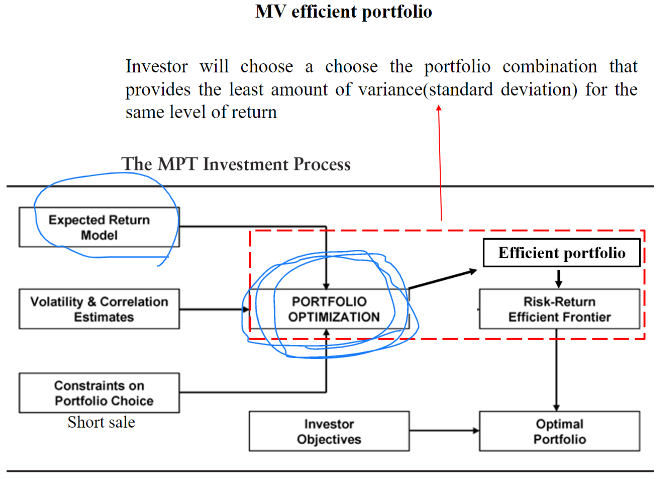 MV efficient portfolio
Investor will choose a choose the portfolio combination that
provides the least amount of variance(standard deviation) for the
same level of return
The MPT Investment Process
Expected Return
Model
Efficient portfolio
Volatility & Correlation
Estimates
PORTFOLIO
OPTIMIZATION
Risk-Return
Efficient Frontier
Constraints on
Portfolio Choice
Short sale
Investor
Objectives
Optimal
Portfolio